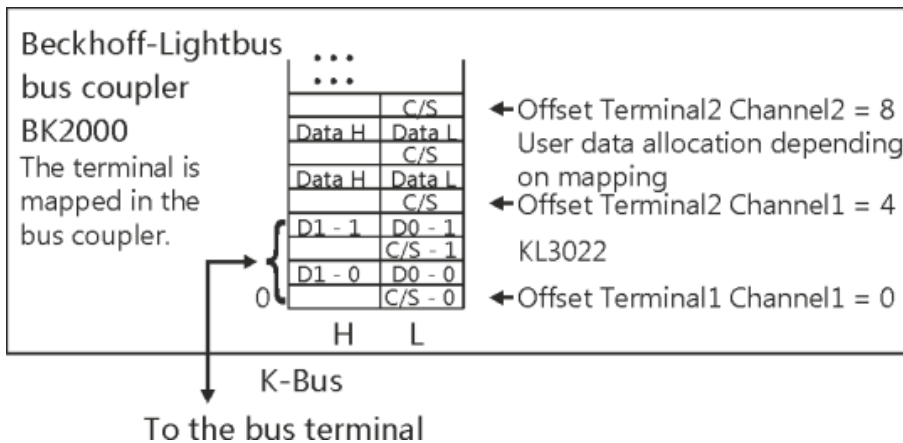 Beckhoff-Lightbus
bus coupler
BK2000
The terminal is
mapped in the
bus coupler.
C/S
Data H Data L
C/S
Data H Data L
C/S
D1 - 1 D0 - 1
C/S - 1
D1 - 0 D0 - 0
0 C/S - 0
H L
Offset Terminal2 Channel2 = 8
User data allocation depending
on mapping
Offset Terminal2 Channel1 = 4
KL3022
Offset Terminal1 Channel1 = 0
K-Bus
To the bus terminal